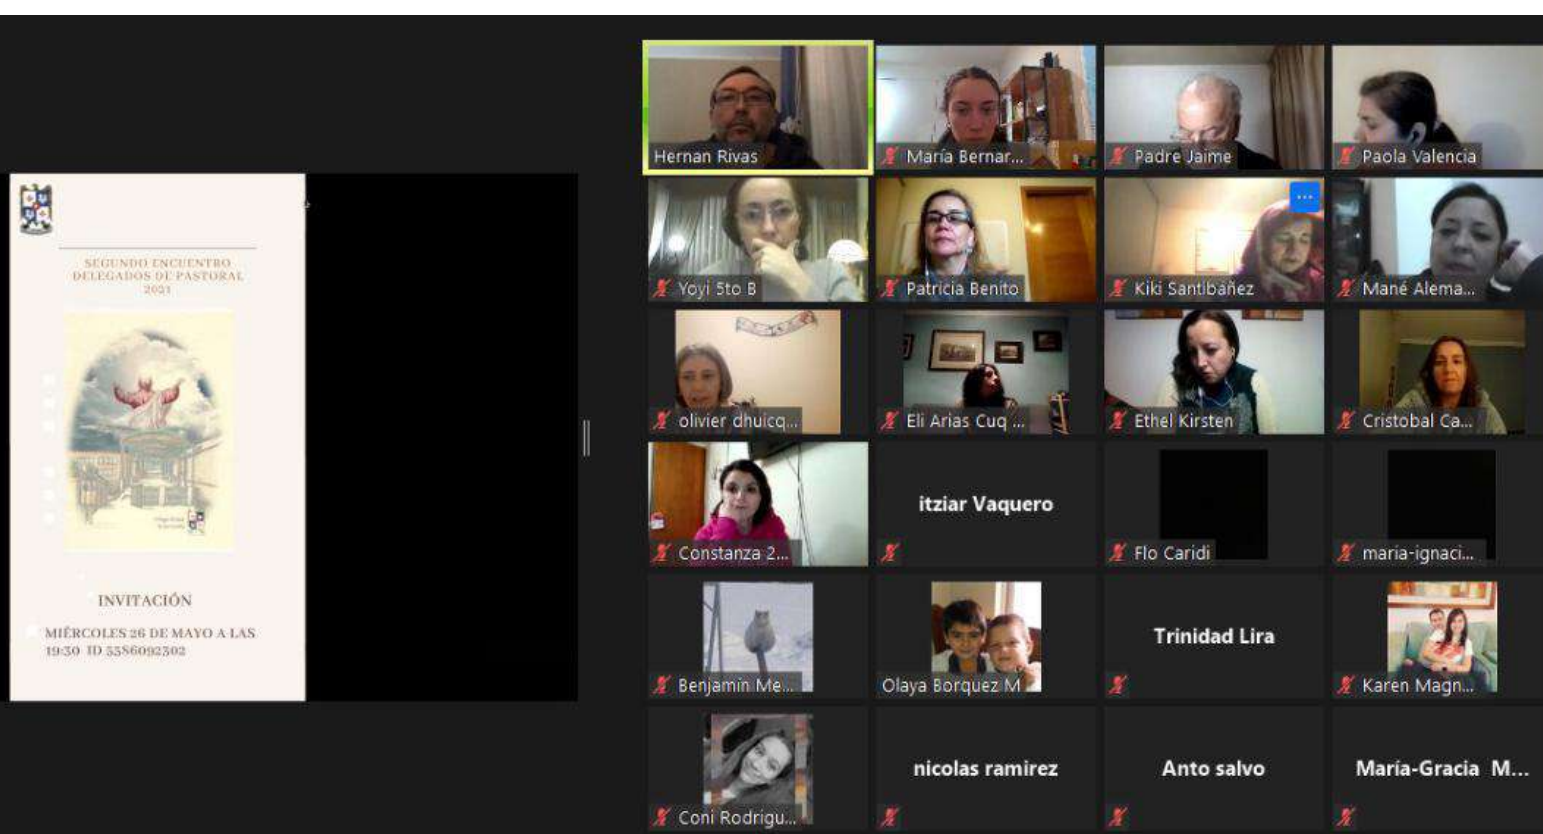 SEGUNDO ENCUENTRO
DELEGADOS DE PASTORAL
2021
INVITACIÓN
MIÉRCOLES 26 DE MAYO A LAS
19:30 ID 5586092302
Hernan Rivas
María Bernar...
Padre Jaime
Paola Valencia
Yoyi 5to B
Patricia Benito
Kiki Santibáñez
Mané Alema...
olivier dhuicq...
Eli Arias Cuq ...
Ethel Kirsten
Cristobal Ca...
Constanza 2...
itziar Vaquero
Flo Caridi
maria-ignaci...
Benjamin Me...
Olaya Borquez M
Trinidad Lira
Karen Magn...
Coni Rodrigu...
nicolas ramirez
Anto salvo
María-Gracia M...